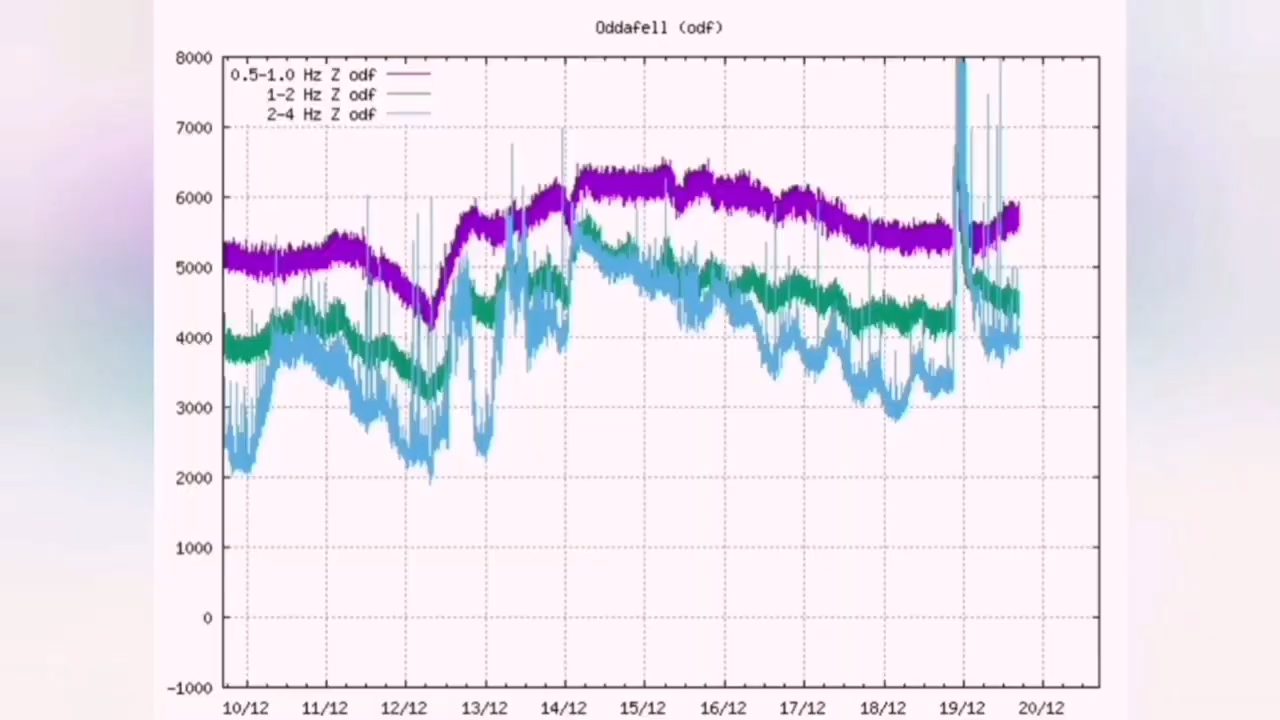 Oddafell (odf)
8000
0.5-1.0 Hz Z odf
1-2 Hz Z odf
2-4 Hz Z odf
7000
6000
5000
4000
3000
2000
1000
0
-1000
10/12 11/12 12/12 13/12 14/12 15/12 16/12 17/12 18/12 19/12 20/12